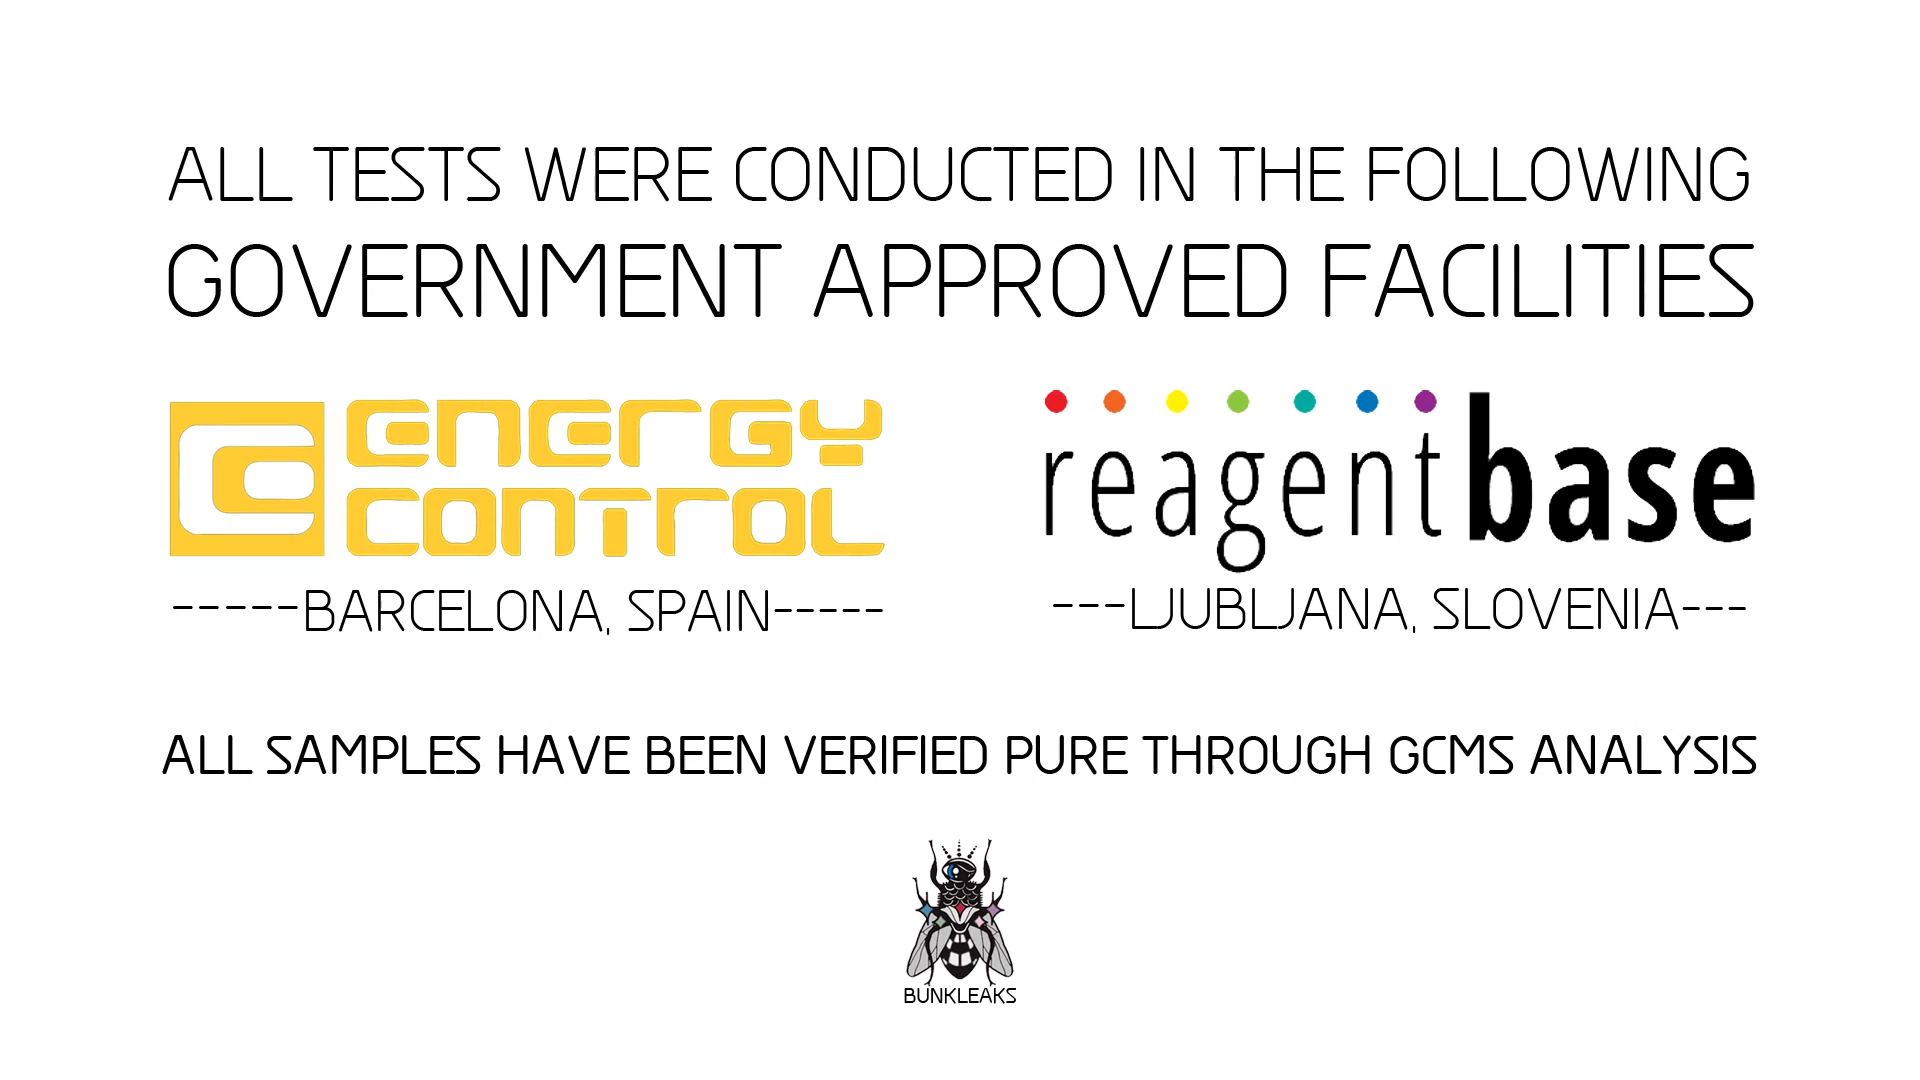 ALL TESTS WERE CONDUCTED IN THE FOLLOWING
GOVERNMENT APPROVED FACILITIES
energy
control
reagentbase
-----BARCELONA, SPAIN-----
---LJUBLJANA, SLOVENIA---
ALL SAMPLES HAVE BEEN VERIFIED PURE THROUGH GCMS ANALYSIS
BUNKLEAKS